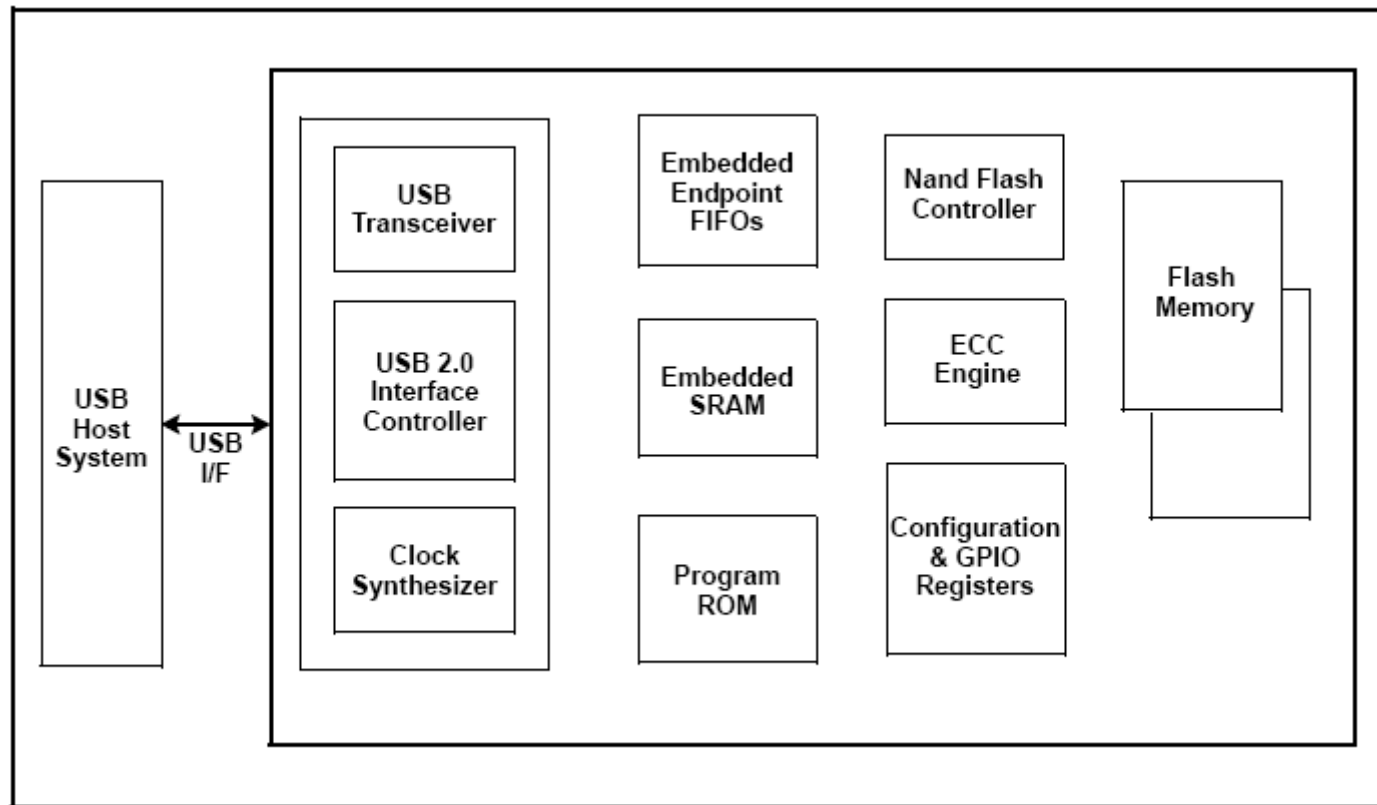 USB
Host
System
USB
I/F
USB
Transceiver
USB 2.0
Interface
Controller
Clock
Synthesizer
Embedded
Endpoint
FIFOs
Embedded
SRAM
Program
ROM
Nand Flash
Controller
ECC
Engine
Configuration
& GPIO
Registers
Flash
Memory